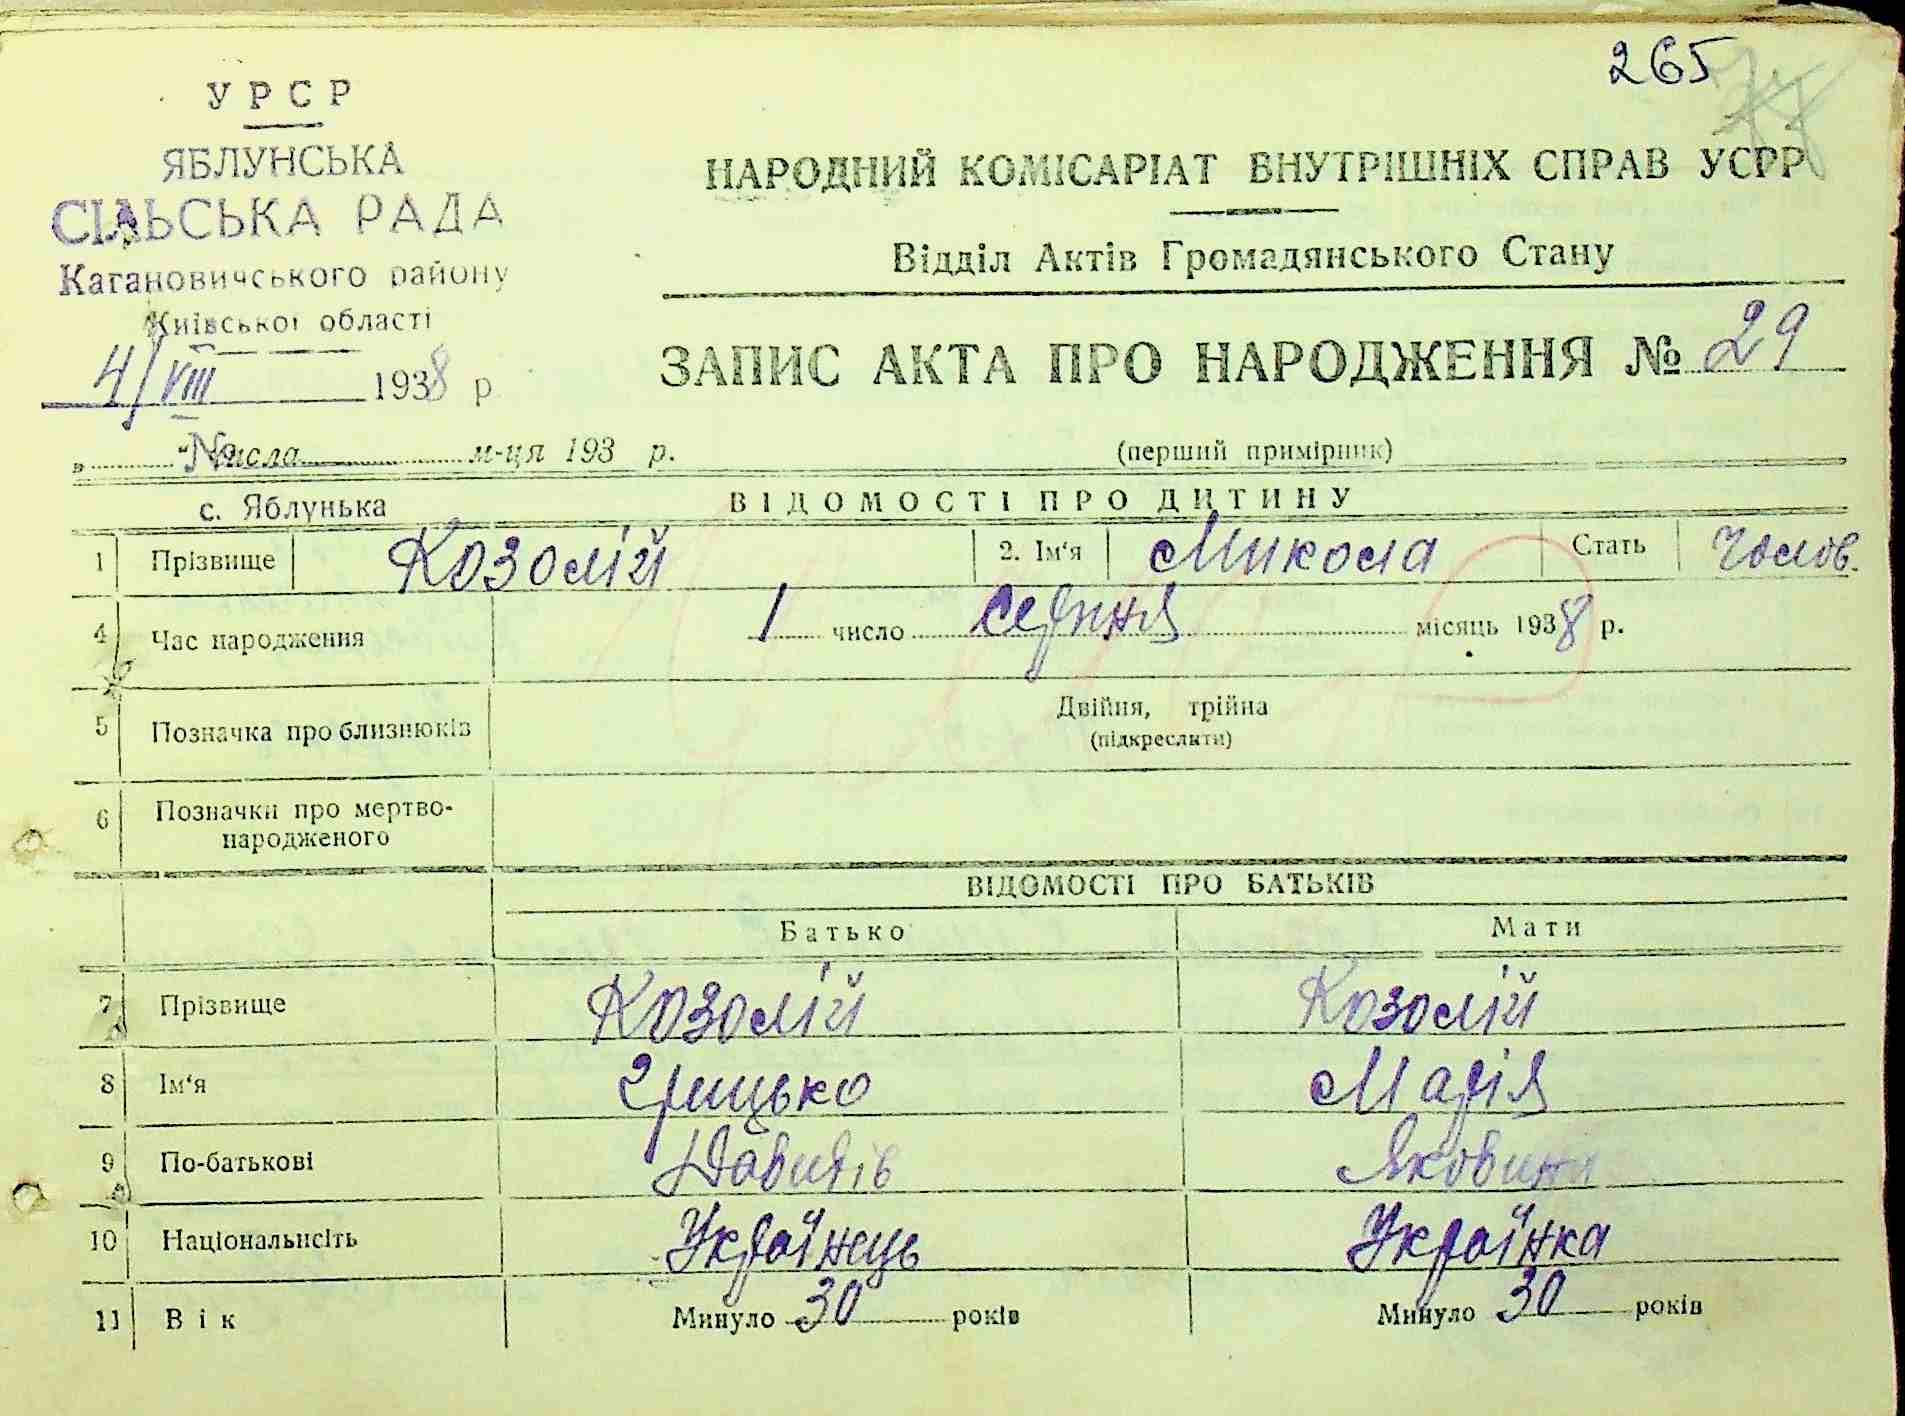 265
УРСР
ЯБЛУНСЬКА
СІЛЬСЬКА РАДА
Кагановичського району
Київської області
4/VIII 1938 р
НАРОДНИЙ КОМІСАРІАТ ВНУТРІШНІХ СПРАВ УСРР
Відділ Актів Громадянського Стану
ЗАПИС АКТА ПРО НАРОДЖЕННЯ № 29
" " числа м-ця 193 р. (перший примірник)
№
с. Яблунька ВІДОМОСТІ ПРО ДИТИНУ
1 Прізвище Козолій 2. Ім'я Микола Стать Чолов.
4 Час народження 1 число серпня місяць 1938 р.
5 Позначка про близнюків Двійня, трійна
(підкреслити)
6 Позначки про мертво-
народженого
ВІДОМОСТІ ПРО БАТЬКІВ
Батько Мати
7 Прізвище Козолій Козолій
8 Ім'я Грицько Марія
9 По-батькові Давидів
10 Національність Українець Українка
11 Вік Минуло 30 років Минуло 30 років